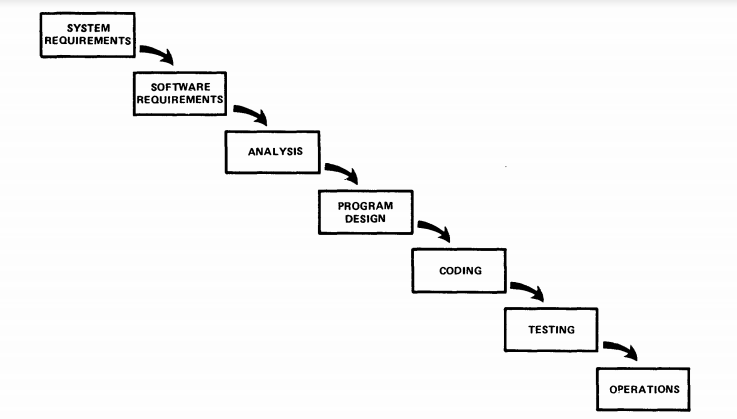 SYSTEM
REQUIREMENTS
SOFTWARE
REQUIREMENTS
ANALYSIS
PROGRAM
DESIGN
CODING
TESTING
OPERATIONS